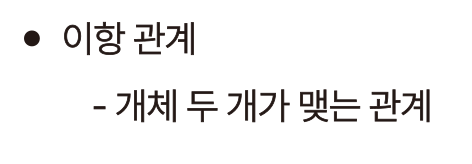 • 이항 관계
- 개체 두 개가 맺는 관계